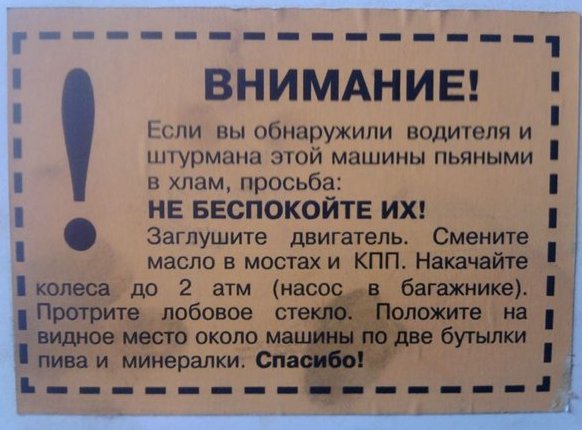 ВНИМАНИЕ!
Если вы обнаружили водителя и
штурмана этой машины пьяными
в хлам, просьба:
НЕ БЕСПОКОЙТЕ ИХ!
Заглушите двигатель. Смените
масло в мостах и КПП. Накачайте
колеса до 2 атм (насос в багажнике).
Протрите лобовое стекло. Положите на
видное место около машины по две бутылки
пива и минералки. Спасибо!